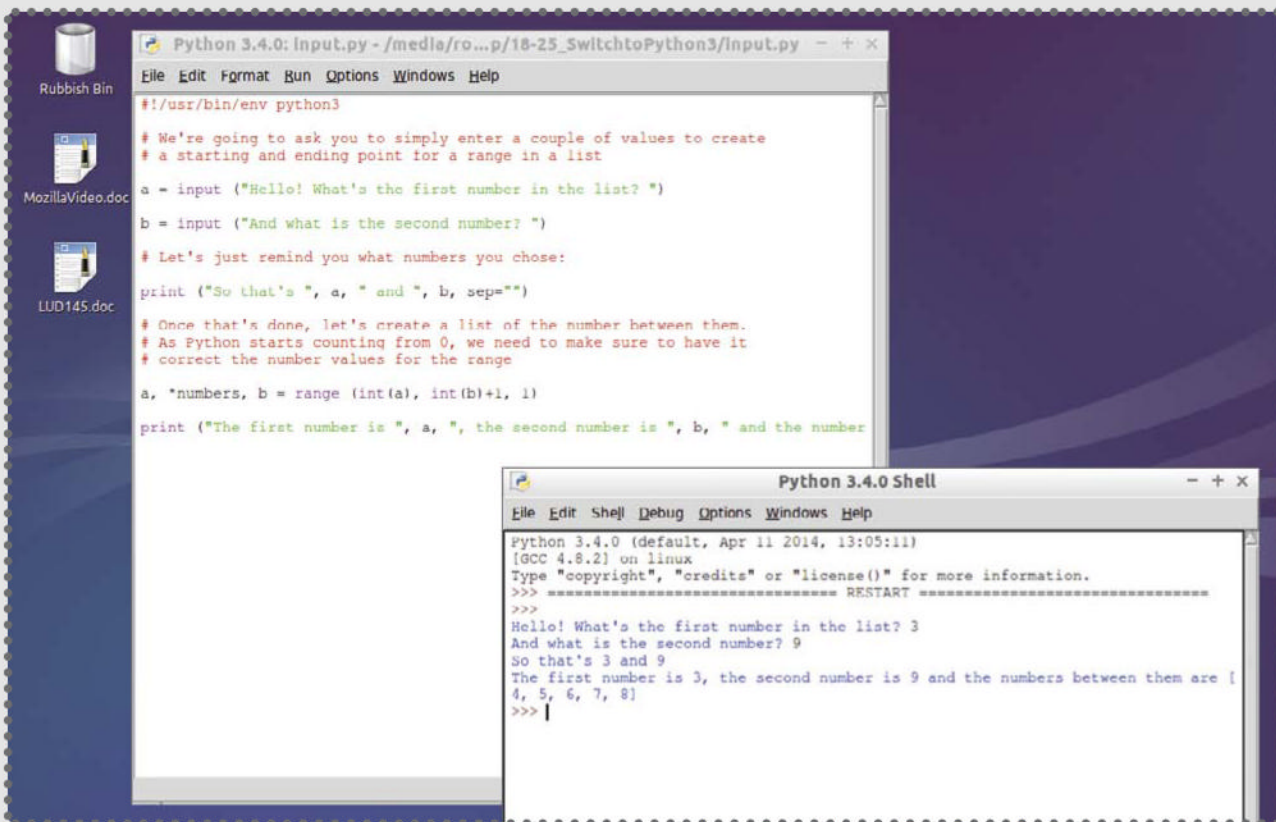 Rubbish Bin
MozillaVideo.doc
LUD145.doc
Python 3.4.0: input.py - /media/ro...p/18-25_SwitchtoPython3/input.py
File Edit Format Run Options Windows Help
#!/usr/bin/env python3
# We're going to ask you to simply enter a couple of values to create
# a starting and ending point for a range in a list
a = input ("Hello! What's the first number in the list? ")
b = input ("And what is the second number? ")
# Let's just remind you what numbers you chose:
print ("So that's ", a, " and ", b, sep="")
# Once that's done, let's create a list of the number between them.
# As Python starts counting from 0, we need to make sure to have it
# correct the number values for the range
a, *numbers, b = range (int(a), int(b)+1, 1)
print ("The first number is ", a, ", the second number is ", b, " and the number
Python 3.4.0 Shell
File Edit Shell Debug Options Windows Help
Python 3.4.0 (default, Apr 11 2014, 13:05:11)
[GCC 4.8.2] on linux
Type "copyright", "credits" or "license()" for more information.
>>> ================================ RESTART ================================
>>>
Hello! What's the first number in the list? 3
And what is the second number? 9
So that's 3 and 9
The first number is 3, the second number is 9 and the numbers between them are [
4, 5, 6, 7, 8]
>>>